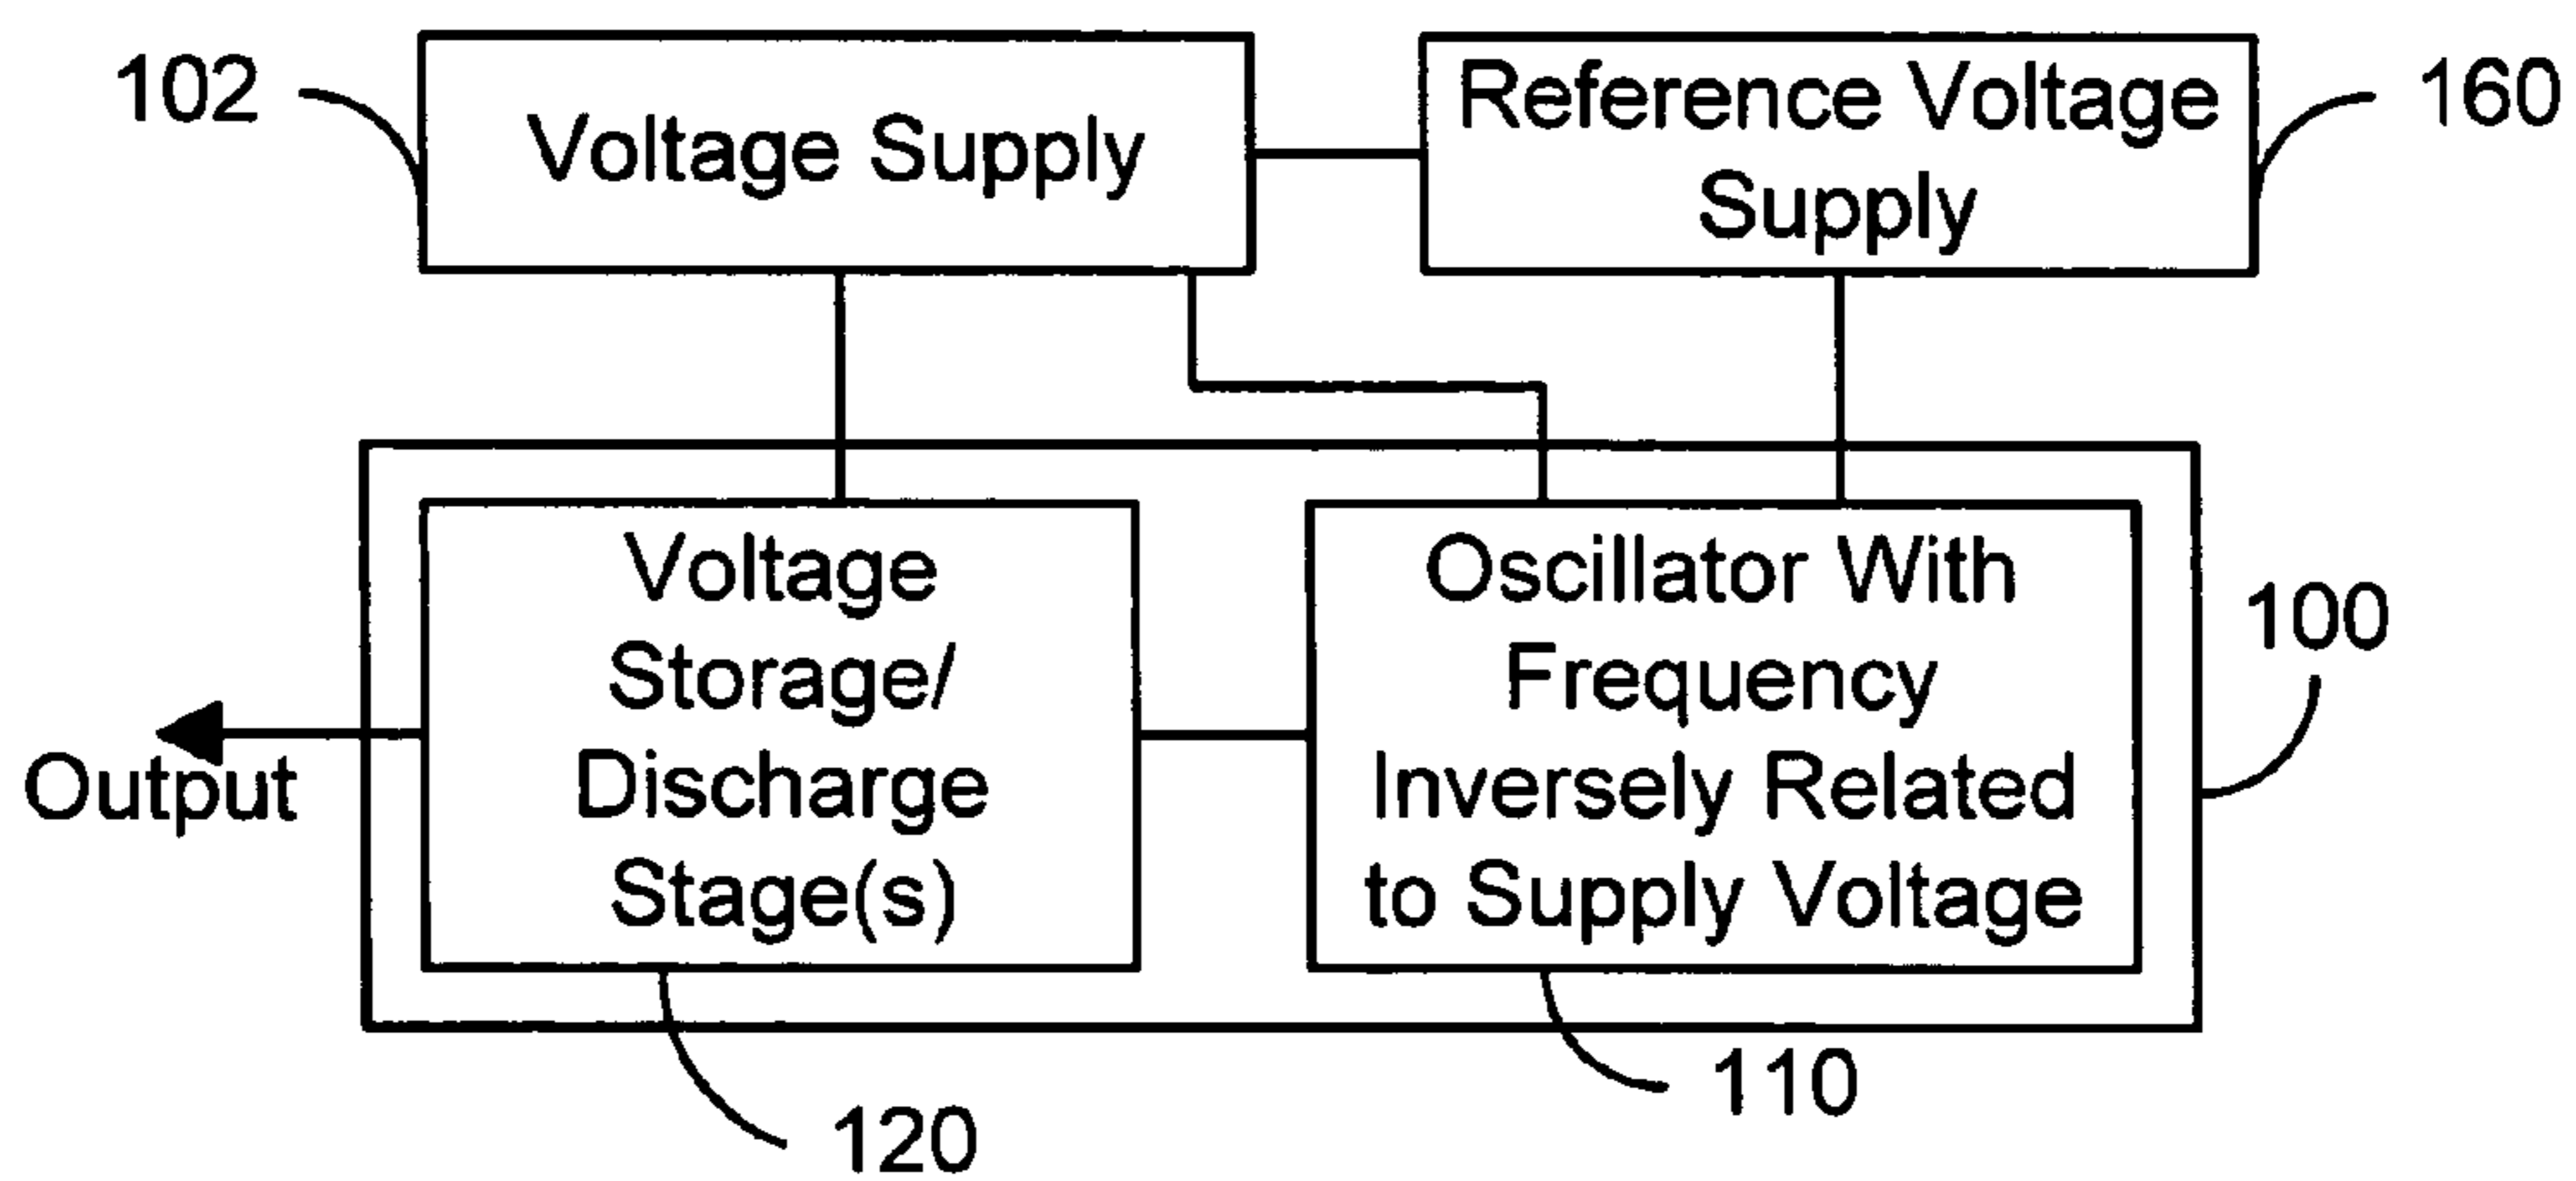 102
Voltage Supply
Reference Voltage
Supply
160
Voltage
Storage/
Discharge
Stage(s)
Oscillator With
Frequency
Inversely Related
to Supply Voltage
100
Output
110
120